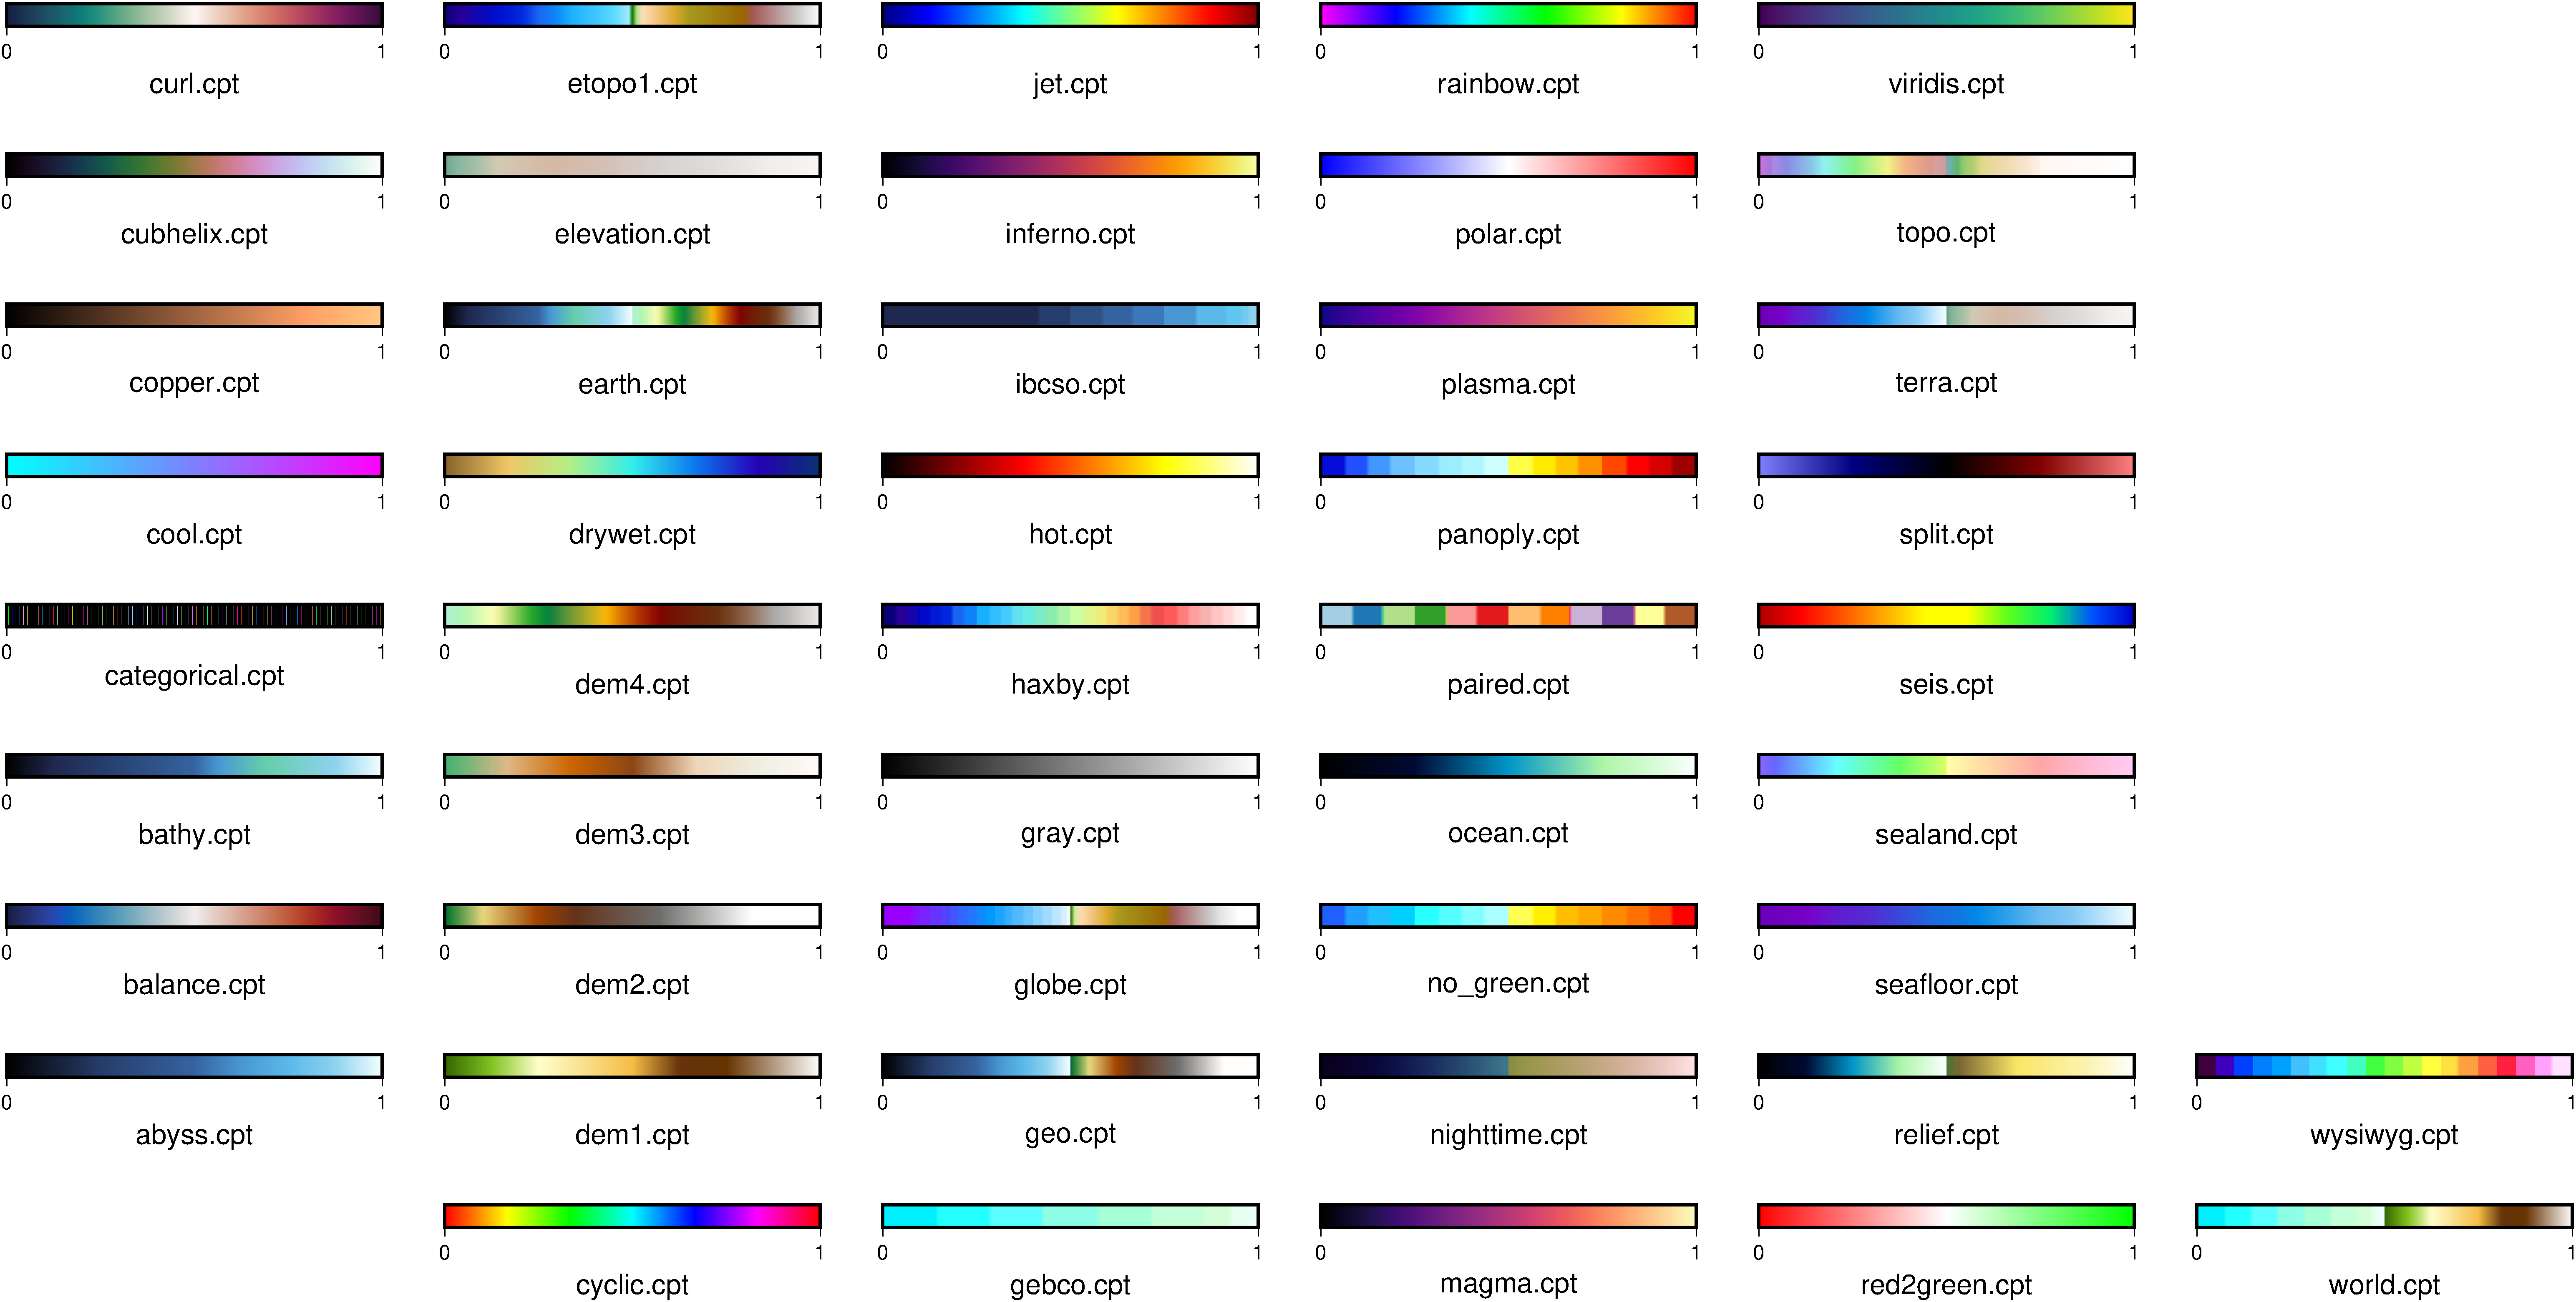 0 1 0 1 0 1 0 1 0 1
curl.cpt etopo1.cpt jet.cpt rainbow.cpt viridis.cpt
0 1 0 1 0 1 0 1 0 1
cubhelix.cpt elevation.cpt inferno.cpt polar.cpt topo.cpt
0 1 0 1 0 1 0 1 0 1
copper.cpt earth.cpt ibcso.cpt plasma.cpt terra.cpt
0 1 0 1 0 1 0 1 0 1
cool.cpt drywet.cpt hot.cpt panoply.cpt split.cpt
0 1 0 1 0 1 0 1 0 1
categorical.cpt dem4.cpt haxby.cpt paired.cpt seis.cpt
0 1 0 1 0 1 0 1 0 1
bathy.cpt dem3.cpt gray.cpt ocean.cpt sealand.cpt
0 1 0 1 0 1 0 1 0 1
balance.cpt dem2.cpt globe.cpt no_green.cpt seafloor.cpt
0 1 0 1 0 1 0 1 0 1 0 1
abyss.cpt dem1.cpt geo.cpt nighttime.cpt relief.cpt wysiwyg.cpt
0 1 0 1 0 1 0 1 0 1
cyclic.cpt gebco.cpt magma.cpt red2green.cpt world.cpt